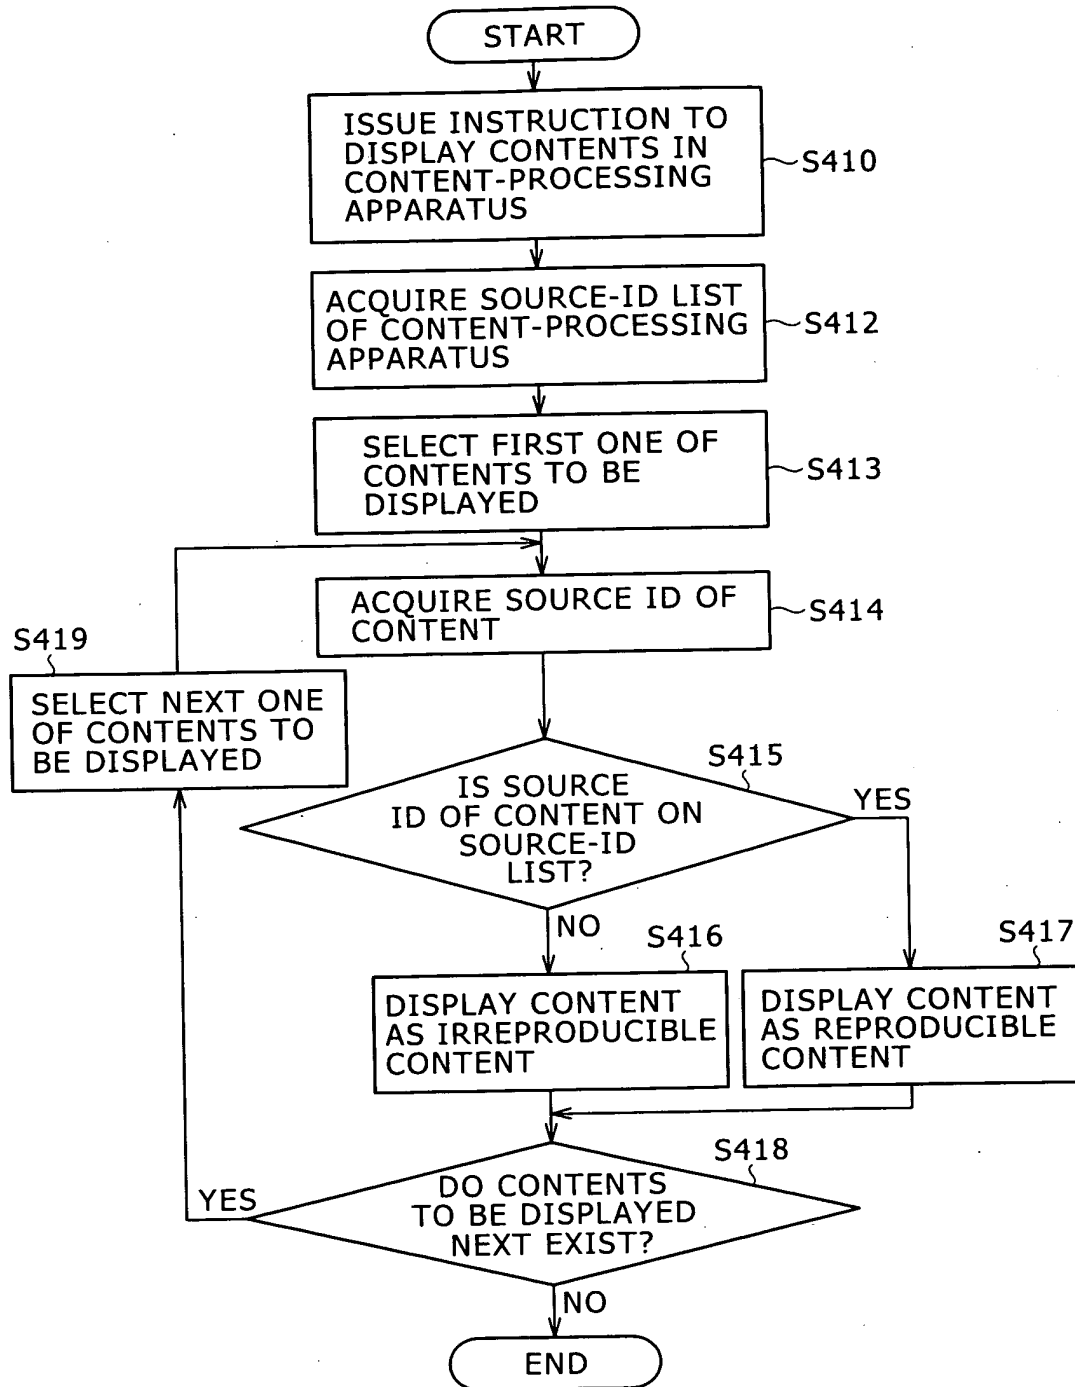 START
ISSUE INSTRUCTION TO
DISPLAY CONTENTS IN
CONTENT-PROCESSING
APPARATUS
S410
ACQUIRE SOURCE-ID LIST
OF CONTENT-PROCESSING
APPARATUS
S412
SELECT FIRST ONE OF
CONTENTS TO BE
DISPLAYED
S413
ACQUIRE SOURCE ID OF
CONTENT
S414
S419
SELECT NEXT ONE
OF CONTENTS TO
BE DISPLAYED
S415
IS SOURCE
ID OF CONTENT ON
SOURCE-ID
LIST?
YES
NO
S416
DISPLAY CONTENT
AS IRREPRODUCIBLE
CONTENT
S417
DISPLAY CONTENT
AS REPRODUCIBLE
CONTENT
S418
DO CONTENTS
TO BE DISPLAYED
NEXT EXIST?
YES
NO
END